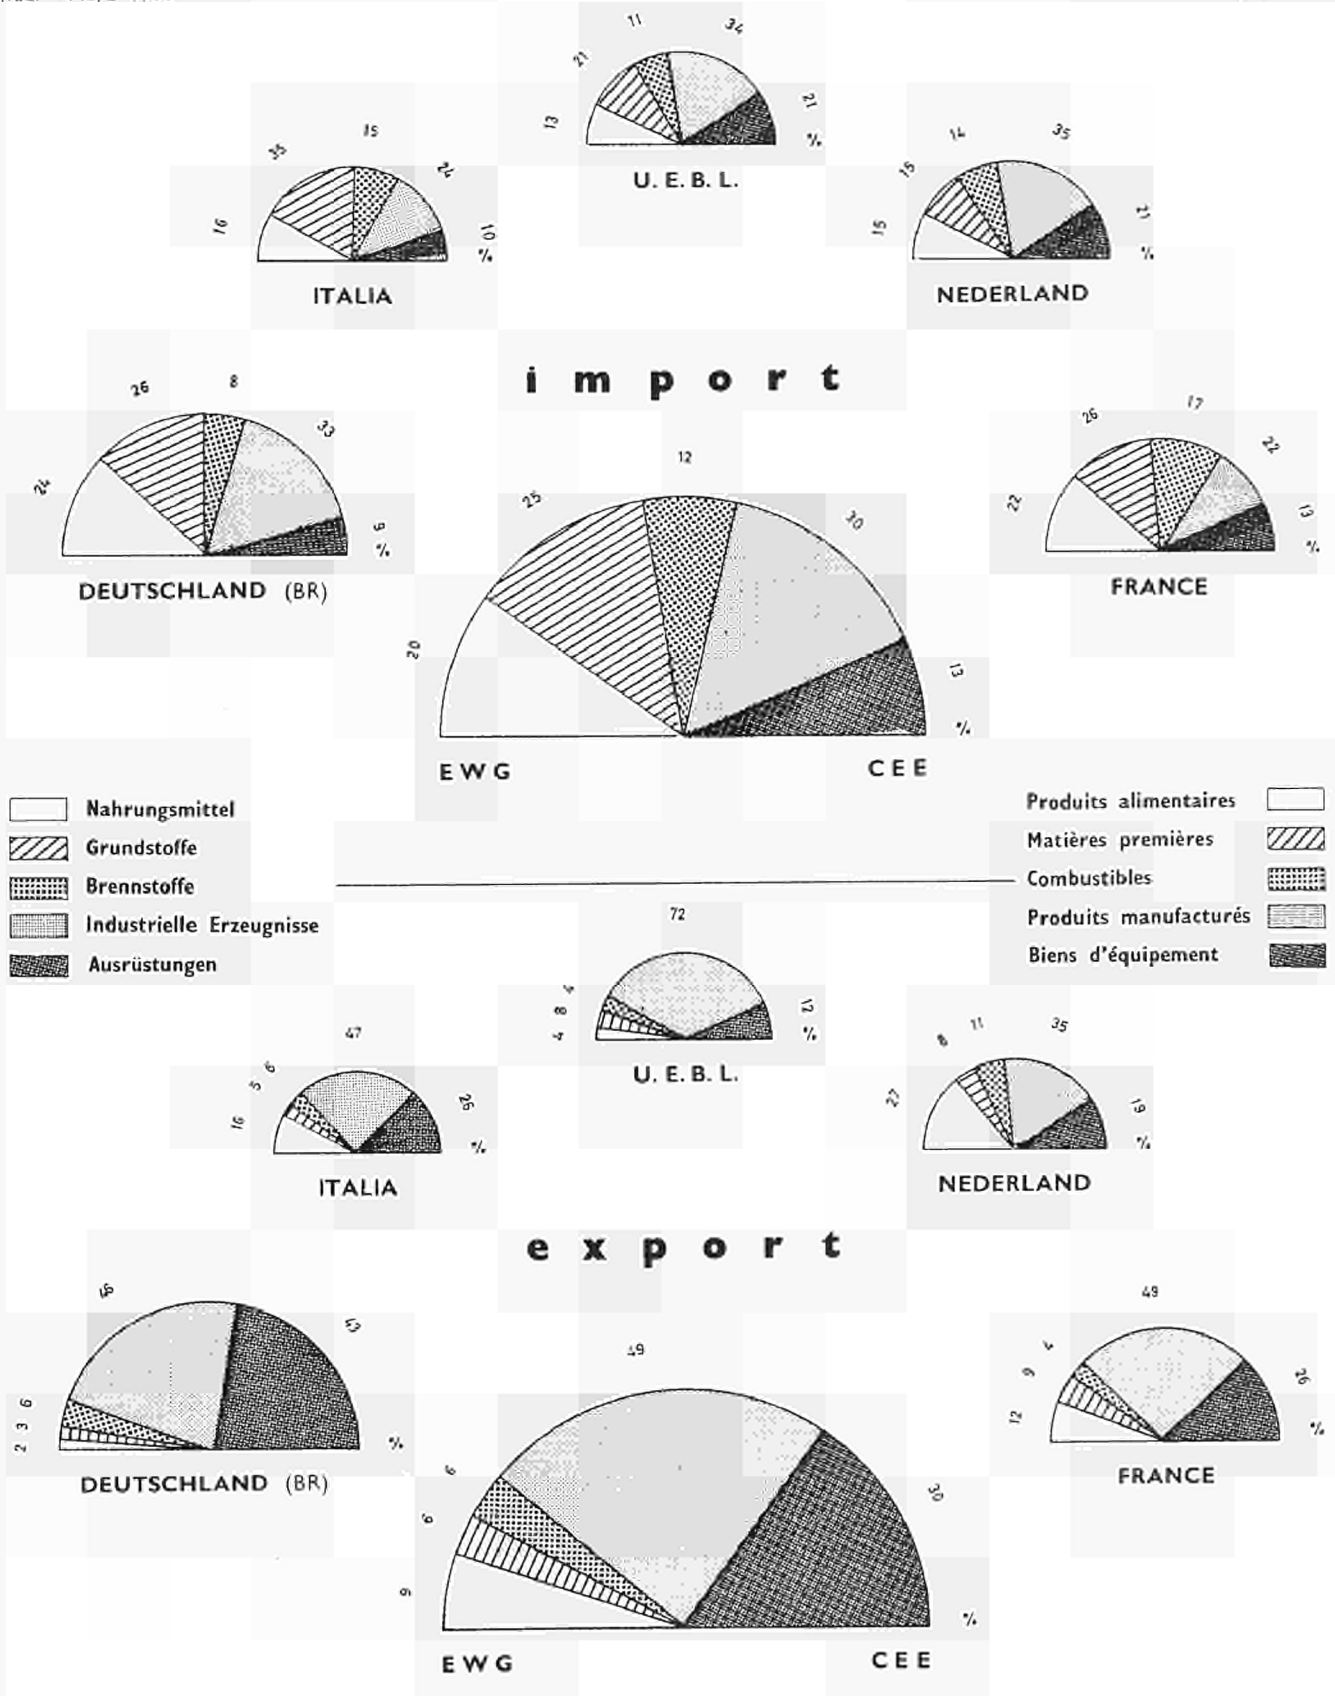 11 34
21 21
13 %
U. E. B. L.
15
35 24
16 10
%
ITALIA
14 35
15 21
15 %
NEDERLAND
import
26 8
33
24 9
%
DEUTSCHLAND (BR)
12
25 30
20 13
%
EWG CEE
17
26 22
22 13
%
FRANCE
Nahrungsmittel
Grundstoffe
Brennstoffe
Industrielle Erzeugnisse
Ausrüstungen
Produits alimentaires
Matières premières
Combustibles
Produits manufacturés
Biens d'équipement
72
4
8 12
4 %
U. E. B. L.
47
6
5 26
16 %
ITALIA
11 35
8
27 19
%
NEDERLAND
export
46
43
6
3
2 %
DEUTSCHLAND (BR)
49
6 30
6
9 %
EWG CEE
49
4
9 26
12 %
FRANCE